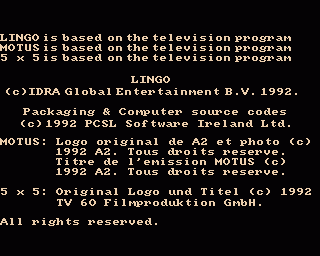 LINGO is based on the television program
MOTUS is based on the television program
5 x 5 is based on the television program
LINGO
(c)IDRA Global Entertainment B.V. 1992.
Packaging & Computer source codes
(c) 1992 PCSL Software Ireland Ltd.
MOTUS: Logo original de A2 et photo (c)
1992 A2. Tous droits reserve.
Titre de l'emission MOTUS (c)
1992 A2. Tous droits reserve.
5 x 5: Original Logo und Titel (c) 1992
TV 60 Filmproduktion GmbH.
All rights reserved.